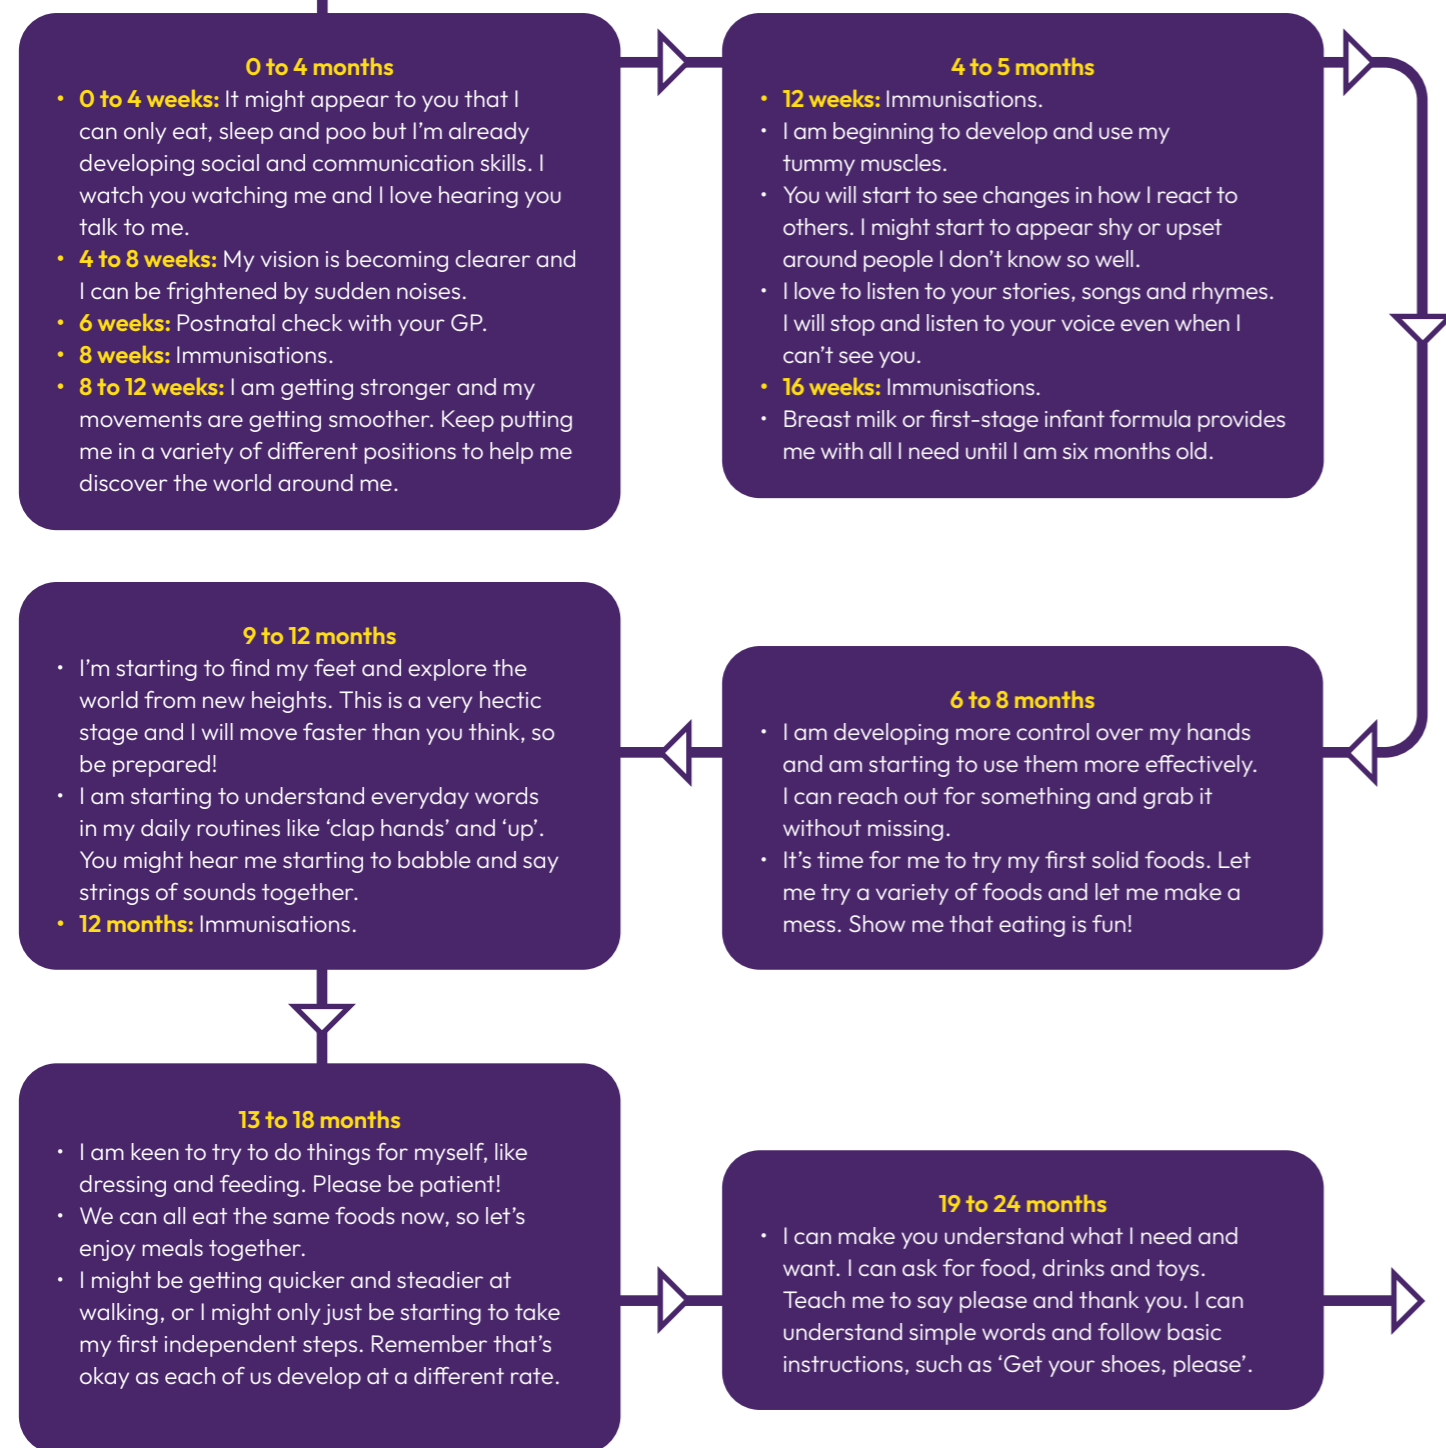 0 to 4 months
• 0 to 4 weeks: It might appear to you that I
can only eat, sleep and poo but I’m already
developing social and communication skills. I
watch you watching me and I love hearing you
talk to me.
• 4 to 8 weeks: My vision is becoming clearer and
I can be frightened by sudden noises.
• 6 weeks: Postnatal check with your GP.
• 8 weeks: Immunisations.
• 8 to 12 weeks: I am getting stronger and my
movements are getting smoother. Keep putting
me in a variety of different positions to help me
discover the world around me.
4 to 5 months
• 12 weeks: Immunisations.
• I am beginning to develop and use my
tummy muscles.
• You will start to see changes in how I react to
others. I might start to appear shy or upset
around people I don’t know so well.
• I love to listen to your stories, songs and rhymes.
I will stop and listen to your voice even when I
can’t see you.
• 16 weeks: Immunisations.
• Breast milk or first-stage infant formula provides
me with all I need until I am six months old.
6 to 8 months
• I am developing more control over my hands
and am starting to use them more effectively.
I can reach out for something and grab it
without missing.
• It’s time for me to try my first solid foods. Let
me try a variety of foods and let me make a
mess. Show me that eating is fun!
9 to 12 months
• I’m starting to find my feet and explore the
world from new heights. This is a very hectic
stage and I will move faster than you think, so
be prepared!
• I am starting to understand everyday words
in my daily routines like ‘clap hands’ and ‘up’.
You might hear me starting to babble and say
strings of sounds together.
• 12 months: Immunisations.
13 to 18 months
• I am keen to try to do things for myself, like
dressing and feeding. Please be patient!
• We can all eat the same foods now, so let’s
enjoy meals together.
• I might be getting quicker and steadier at
walking, or I might only just be starting to take
my first independent steps. Remember that’s
okay as each of us develop at a different rate.
19 to 24 months
• I can make you understand what I need and
want. I can ask for food, drinks and toys.
Teach me to say please and thank you. I can
understand simple words and follow basic
instructions, such as ‘Get your shoes, please’.